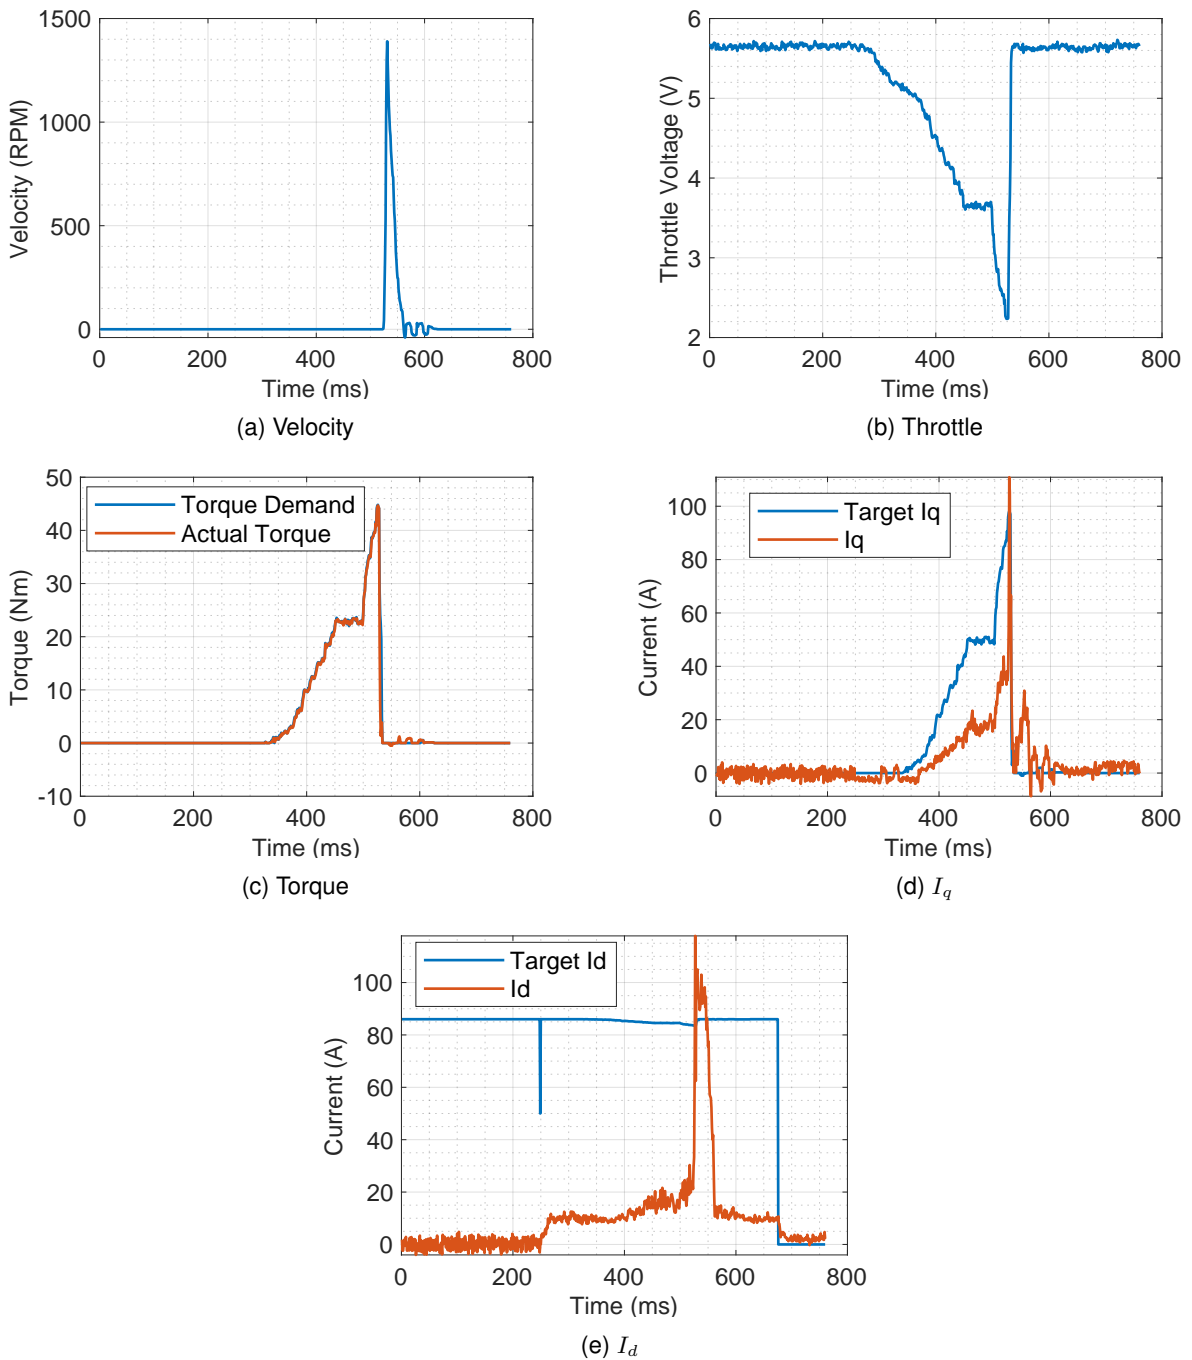 1500
1000
500
0
Velocity (RPM)
0 200 400 600 800
Time (ms)
(a) Velocity
6
5
4
3
2
Throttle Voltage (V)
0 200 400 600 800
Time (ms)
(b) Throttle
50
40
30
20
10
0
-10
Torque (Nm)
Torque Demand
Actual Torque
0 200 400 600 800
Time (ms)
(c) Torque
100
80
60
40
20
0
Current (A)
Target Iq
Iq
0 200 400 600 800
Time (ms)
(d) I_q
100
80
60
40
20
0
Current (A)
Target Id
Id
0 200 400 600 800
Time (ms)
(e) I_d